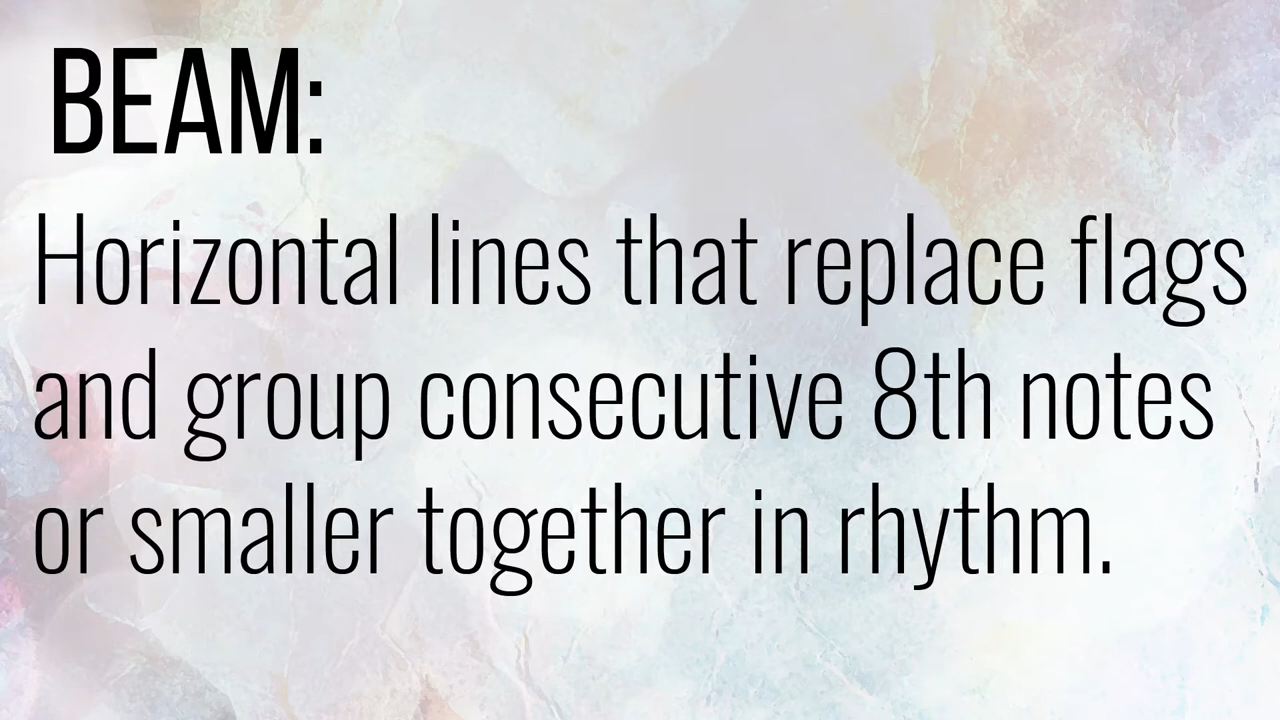 BEAM:
Horizontal lines that replace flags
and group consecutive 8th notes
or smaller together in rhythm.